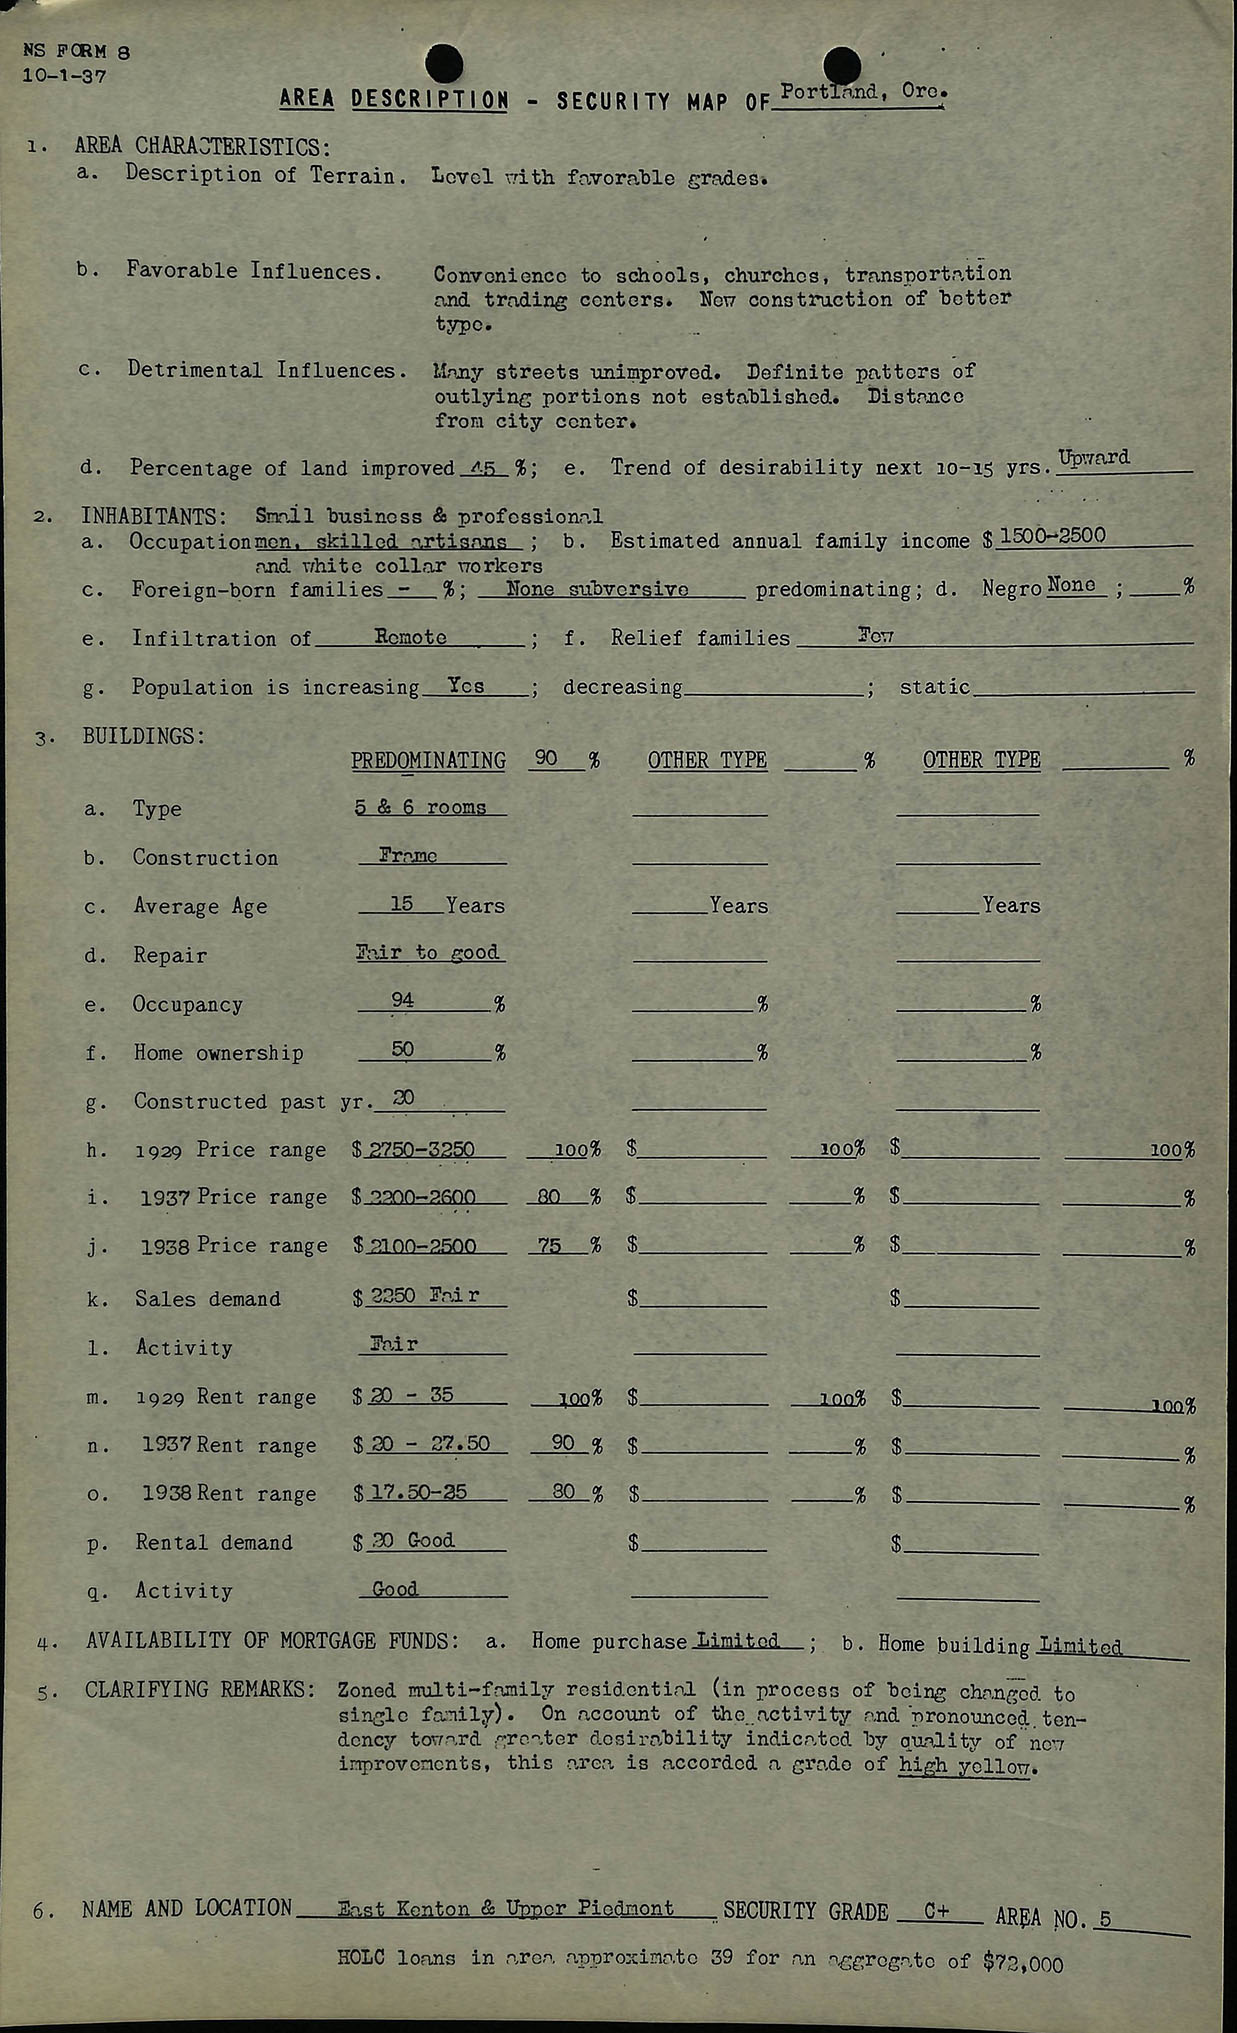 NS FORM 8
10-1-37
AREA DESCRIPTION - SECURITY MAP OF Portland, Ore.
1. AREA CHARACTERISTICS:
a. Description of Terrain. Level with favorable grades.
b. Favorable Influences. Convenience to schools, churches, transportation
and trading centers. New construction of better
type.
c. Detrimental Influences. Many streets unimproved. Definite patters of
outlying portions not established. Distance
from city center.
d. Percentage of land improved 45 %; e. Trend of desirability next 10-15 yrs. Upward
2. INHABITANTS: Small business & professional
a. Occupation men, skilled artisans ; b. Estimated annual family income $ 1500-2500
and white collar workers
c. Foreign-born families - %; None subversive predominating; d. Negro None ; %
e. Infiltration of Remote ; f. Relief families Few
g. Population is increasing Yes ; decreasing ; static
3. BUILDINGS:
PREDOMINATING 90 % OTHER TYPE % OTHER TYPE %
a. Type 5 & 6 rooms
b. Construction Frame
c. Average Age 15 Years Years Years
d. Repair Fair to good
e. Occupancy 94 % % %
f. Home ownership 50 % % %
g. Constructed past yr. 20
h. 1929 Price range $ 2750-3250 100% $ 100% $ 100%
i. 1937 Price range $ 2200-2600 80 % $ % $ %
j. 1938 Price range $ 2100-2500 75 % $ % $ %
k. Sales demand $ 2250 Fair $ $
l. Activity Fair
m. 1929 Rent range $ 20 - 35 100% $ 100% $ 100%
n. 1937 Rent range $ 20 - 27.50 90 % $ % $ %
o. 1938 Rent range $ 17.50-25 80 % $ % $ %
p. Rental demand $ 20 Good $ $
q. Activity Good
4. AVAILABILITY OF MORTGAGE FUNDS: a. Home purchase Limited ; b. Home building Limited
5. CLARIFYING REMARKS: Zoned multi-family residential (in process of being changed to
single family). On account of the activity and pronounced ten-
dency toward greater desirability indicated by quality of new
improvements, this area is accorded a grade of high yellow.
6. NAME AND LOCATION East Kenton & Upper Piedmont SECURITY GRADE C+ AREA NO. 5
HOLC loans in area approximate 39 for an aggregate of $72,000